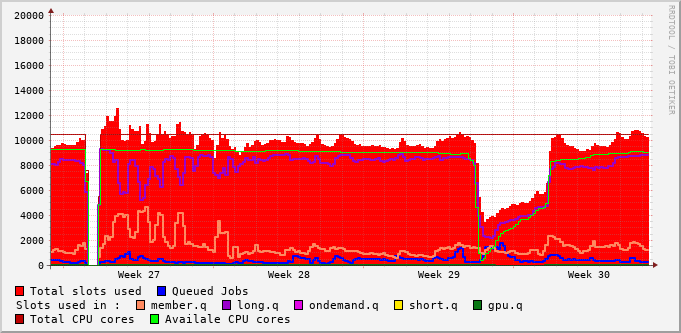 20000
18000
16000
14000
12000
10000
8000
6000
4000
2000
0
Week 27 Week 28 Week 29 Week 30
RRDTOOL / TOBI OETIKER
Total slots used Queued Jobs
Slots used in : member.q long.q ondemand.q short.q gpu.q
Total CPU cores Availale CPU cores